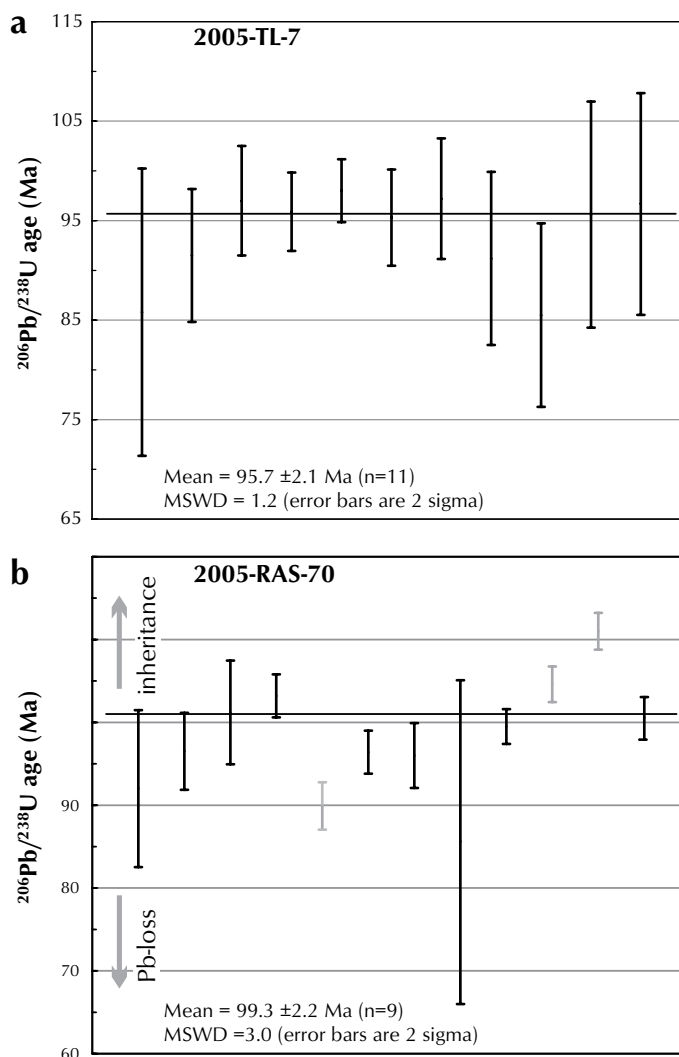 a
2005-TL-7
115
105
95
85
75
65
²⁰⁶Pb/²³⁸U age (Ma)
Mean = 95.7 ±2.1 Ma (n=11)
MSWD = 1.2 (error bars are 2 sigma)
b
2005-RAS-70
inheritance
90
80
70
60
²⁰⁶Pb/²³⁸U age (Ma)
Pb-loss
Mean = 99.3 ±2.2 Ma (n=9)
MSWD =3.0 (error bars are 2 sigma)